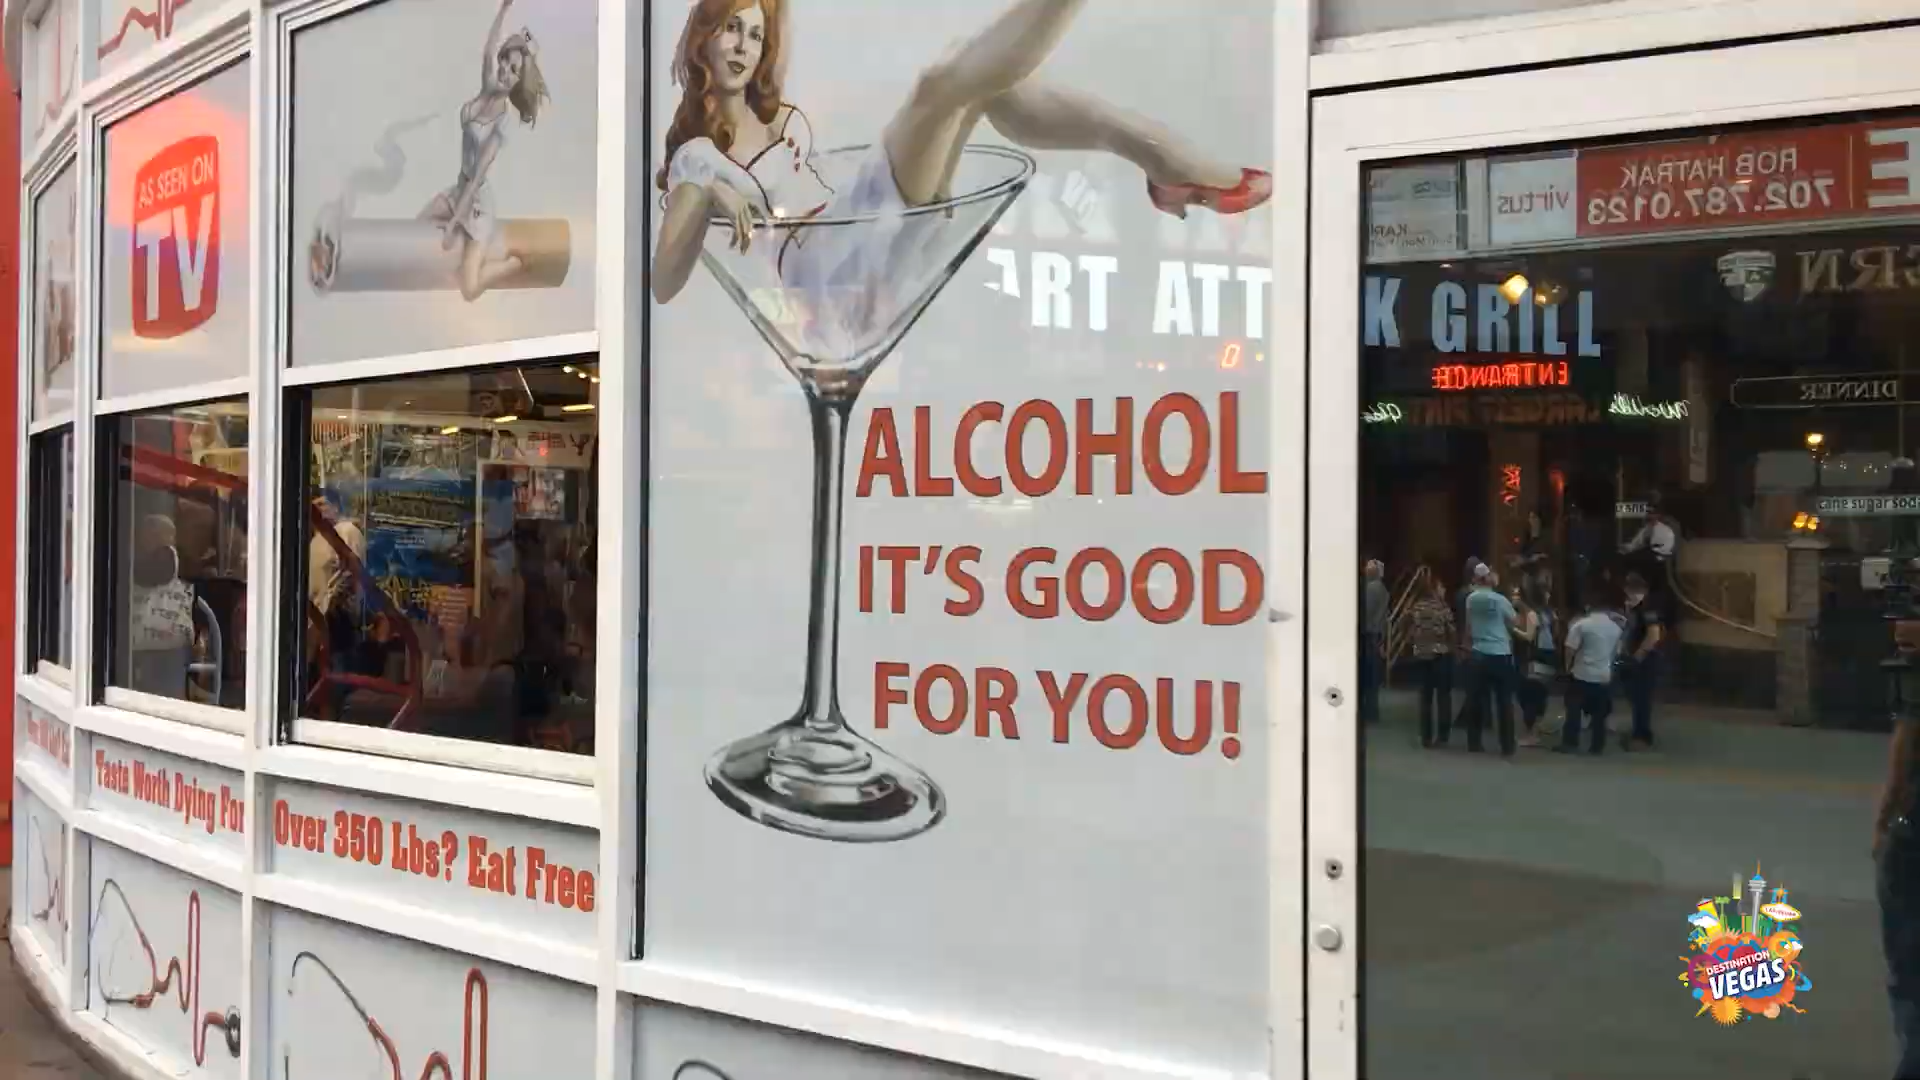 AS SEEN ON
TV
ART ATT
K GRILL
ENTRANCE
ALCOHOL
IT'S GOOD
FOR YOU!
Taste Worth Dying For
Over 350 Lbs? Eat Free
ROB HATRAK
702.787.0123
virtus
DINNER
cane sugar sod
DESTINATION
VEGAS